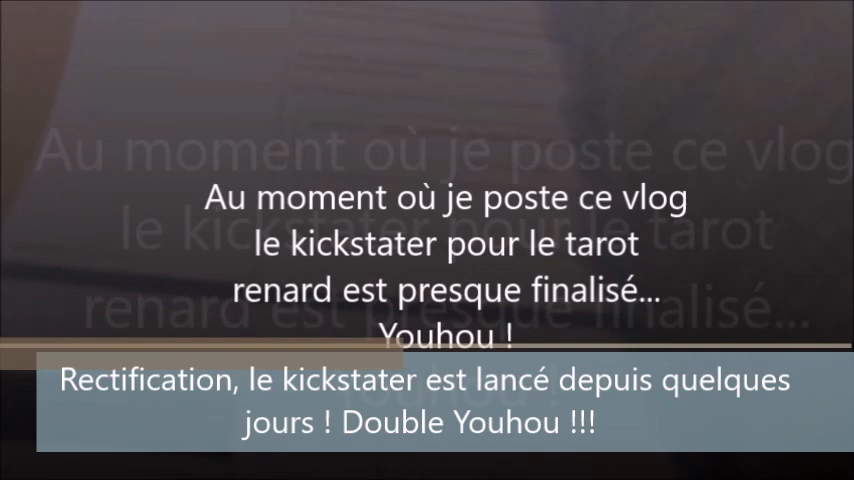 Au moment où je poste ce vlog
le kickstater pour le tarot
renard est presque finalisé...
Youhou !
Rectification, le kickstater est lancé depuis quelques
jours ! Double Youhou !!!